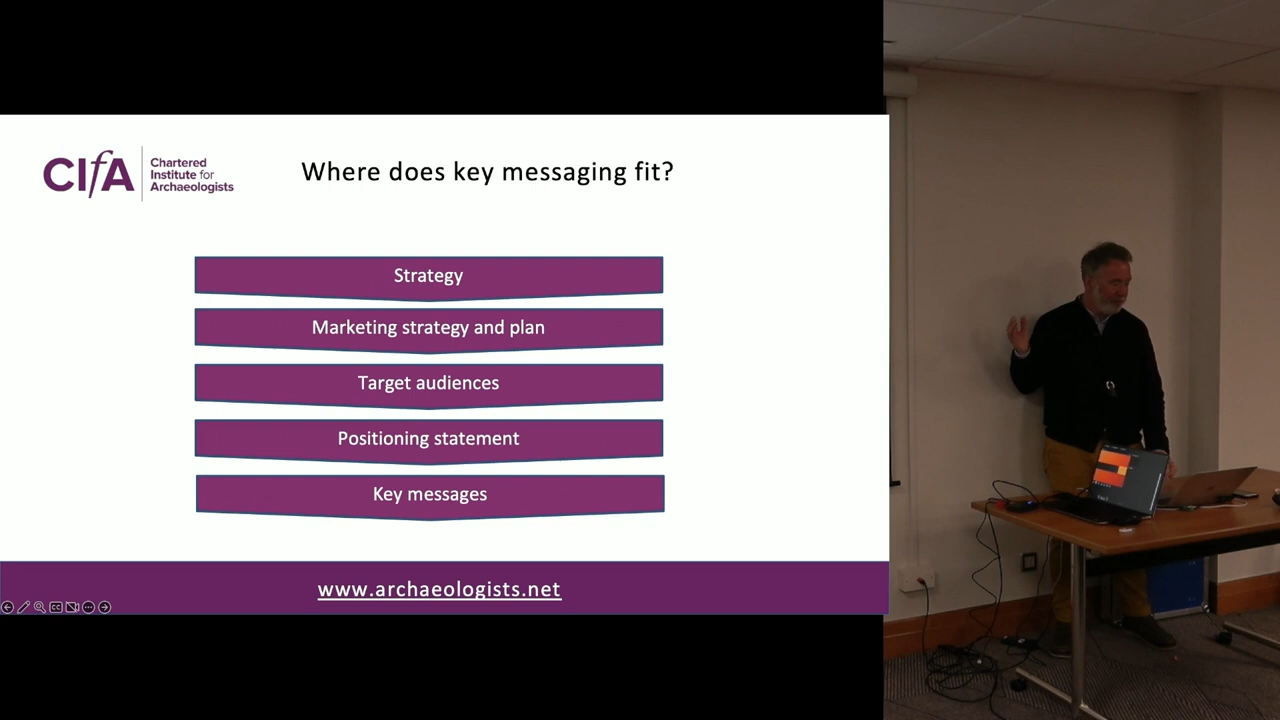 CIfA
Chartered
Institute for
Archaeologists
Where does key messaging fit?
Strategy
Marketing strategy and plan
Target audiences
Positioning statement
Key messages
www.archaeologists.net